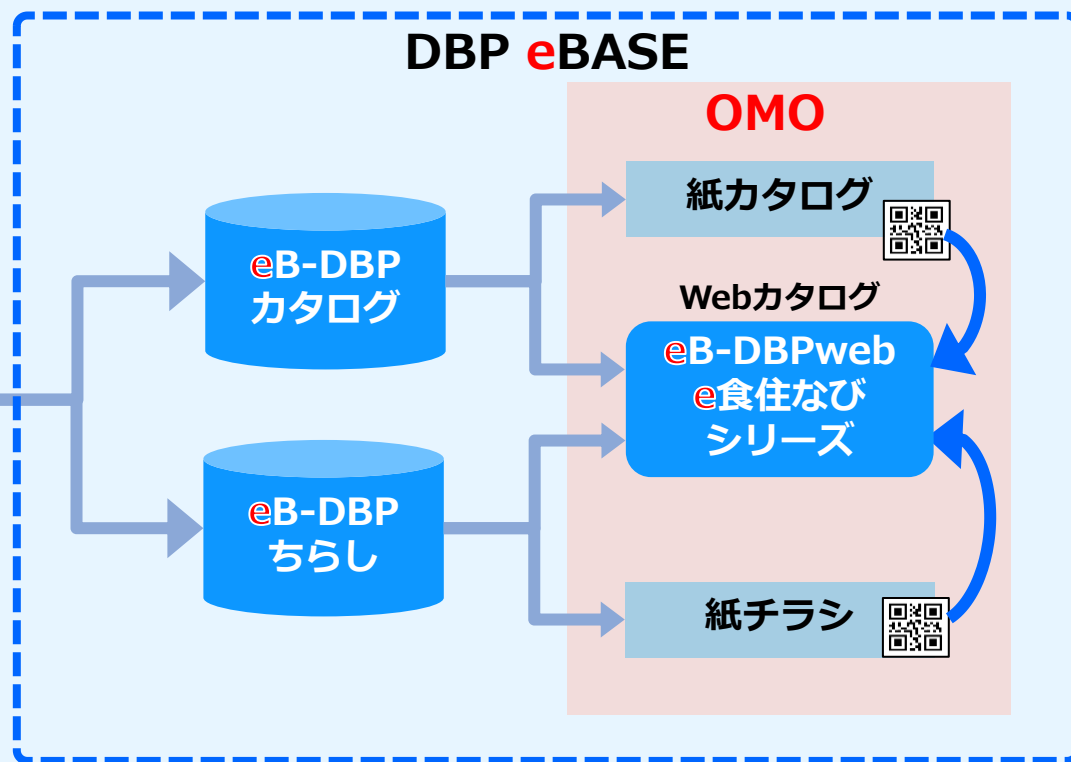 DBP eBASE
OMO
紙カタログ
eB-DBP
カタログ
Webカタログ
eB-DBPweb
e食住なび
シリーズ
eB-DBP
ちらし
紙チラシ